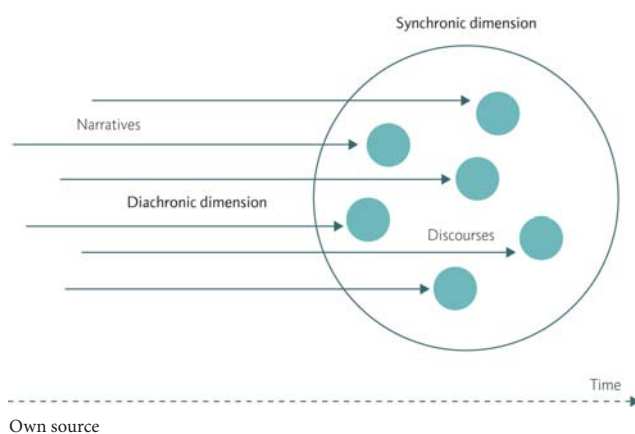 Synchronic dimension
Narratives
Diachronic dimension
Discourses
Time
Own source